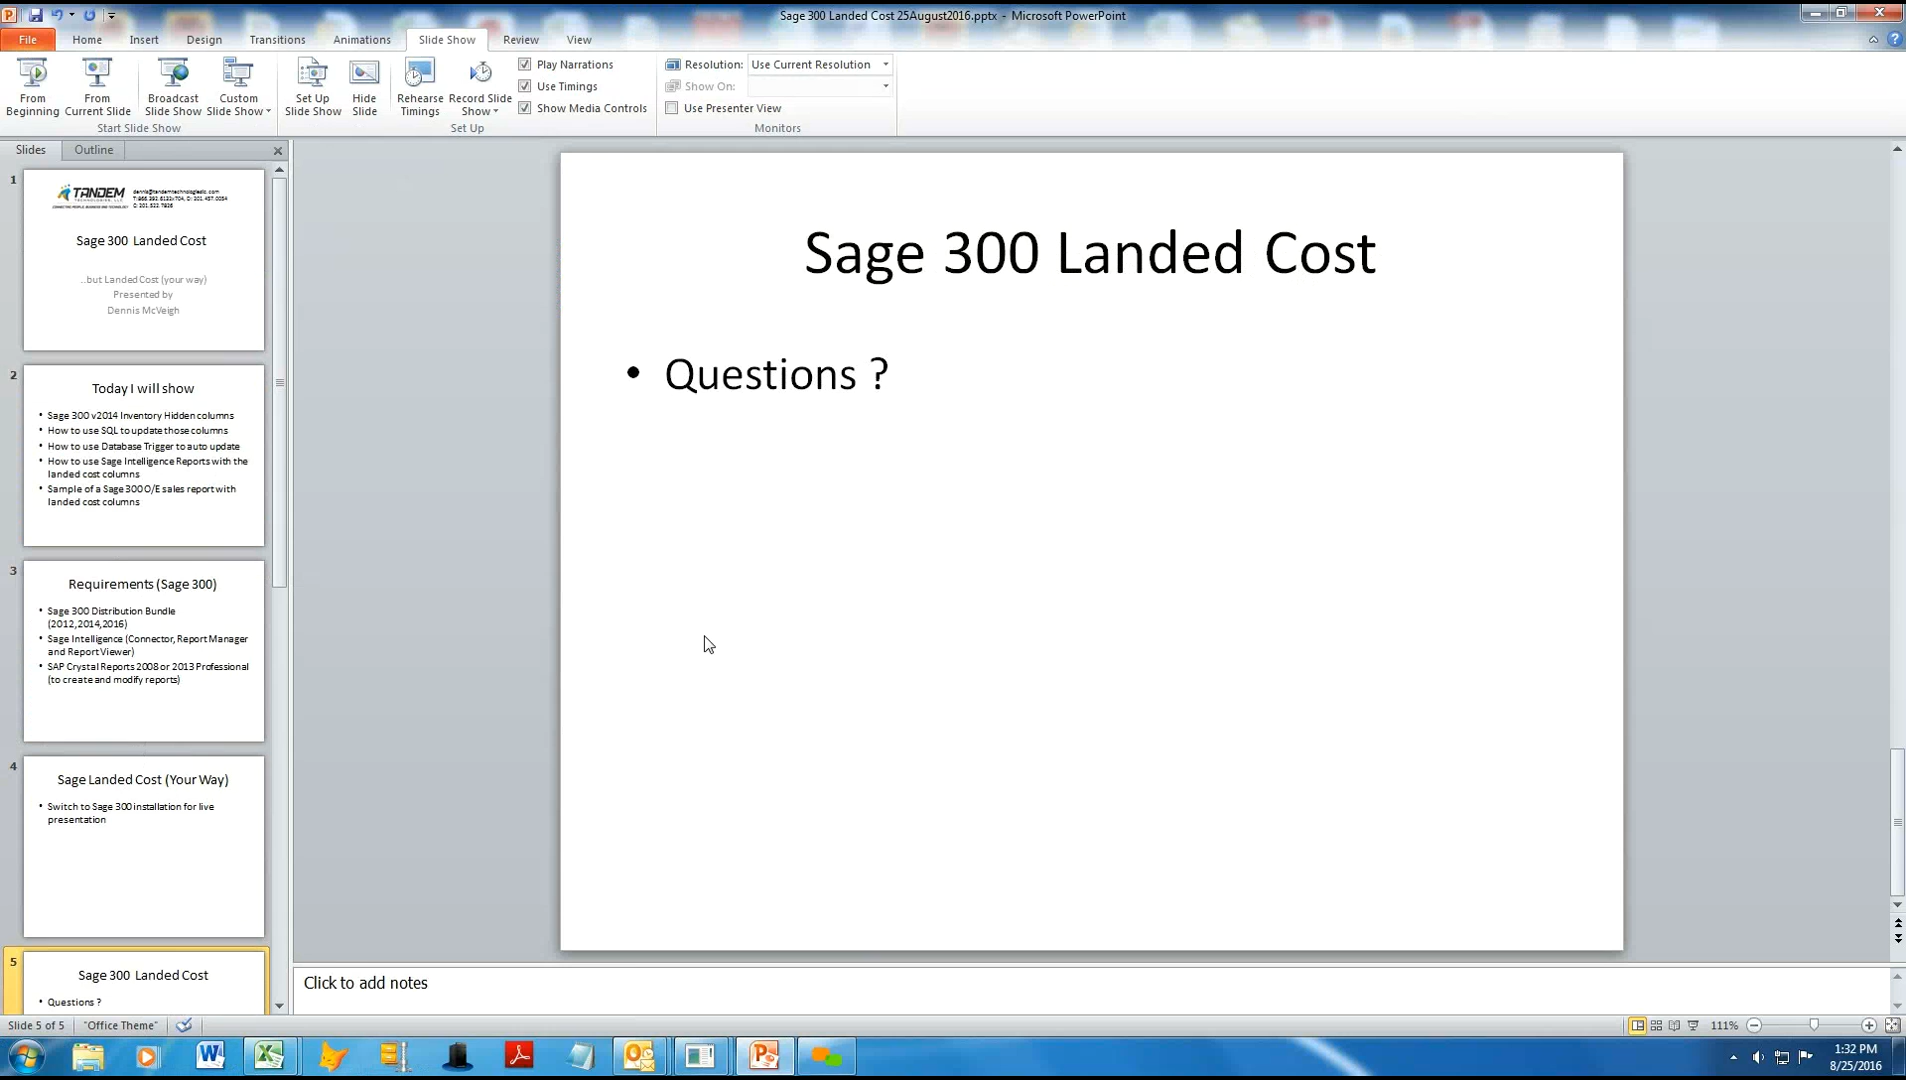 Sage 300 Landed Cost 25August2016.pptx - Microsoft PowerPoint
File Home Insert Design Transitions Animations Slide Show Review View
From Beginning
From Current Slide
Broadcast Slide Show
Custom Slide Show
Start Slide Show
Set Up Slide Show
Hide Slide
Rehearse Timings
Record Slide Show
Play Narrations
Use Timings
Show Media Controls
Set Up
Resolution: Use Current Resolution
Show On:
Use Presenter View
Monitors
Slides Outline
1
TANDEM
Sage 300 Landed Cost
..but Landed Cost (your way)
Presented by
Dennis McVeigh
2
Today I will show
• Sage 300 v2014 Inventory Hidden columns
• How to use SQL to update those columns
• How to use Database Trigger to auto update
• How to use Sage Intelligence Reports with the
landed cost columns
• Sample of a Sage 300 O/E sales report with
landed cost columns
3
Requirements (Sage 300)
• Sage 300 Distribution Bundle
(2012,2014,2016)
• Sage Intelligence (Connector, Report Manager
and Report Viewer)
• SAP Crystal Reports 2008 or 2013 Professional
(to create and modify reports)
4
Sage Landed Cost (Your Way)
• Switch to Sage 300 installation for live
presentation
5
Sage 300 Landed Cost
• Questions ?
Sage 300 Landed Cost
• Questions ?
Click to add notes
Slide 5 of 5 "Office Theme" 111%
1:32 PM
8/25/2016